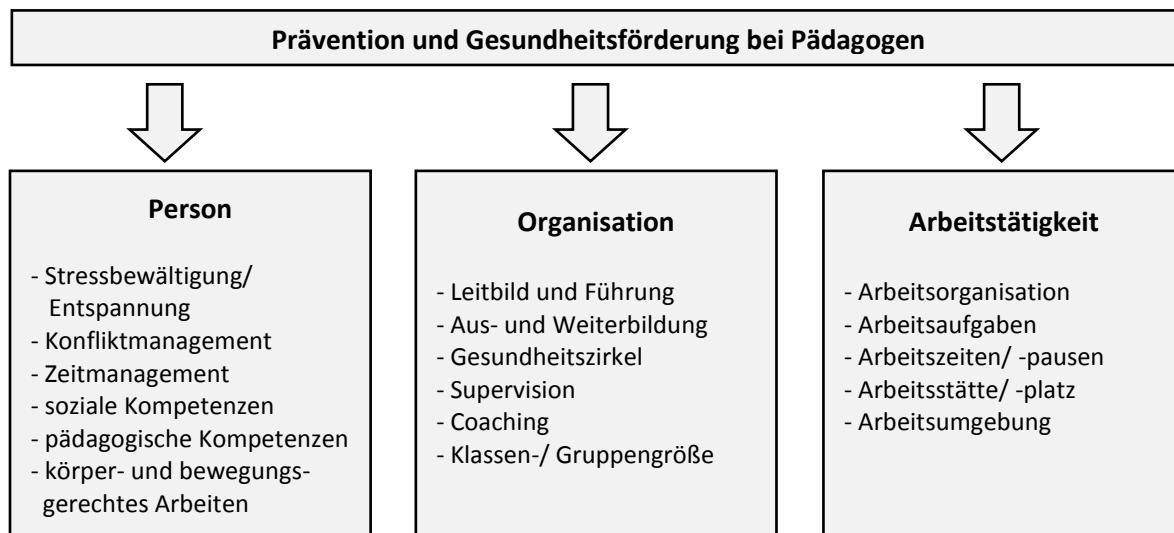 Prävention und Gesundheitsförderung bei Pädagogen
Person
- Stressbewältigung/
Entspannung
- Konfliktmanagement
- Zeitmanagement
- soziale Kompetenzen
- pädagogische Kompetenzen
- körper- und bewegungs-
gerechtes Arbeiten
Organisation
- Leitbild und Führung
- Aus- und Weiterbildung
- Gesundheitszirkel
- Supervision
- Coaching
- Klassen-/ Gruppengröße
Arbeitstätigkeit
- Arbeitsorganisation
- Arbeitsaufgaben
- Arbeitszeiten/ -pausen
- Arbeitsstätte/ -platz
- Arbeitsumgebung